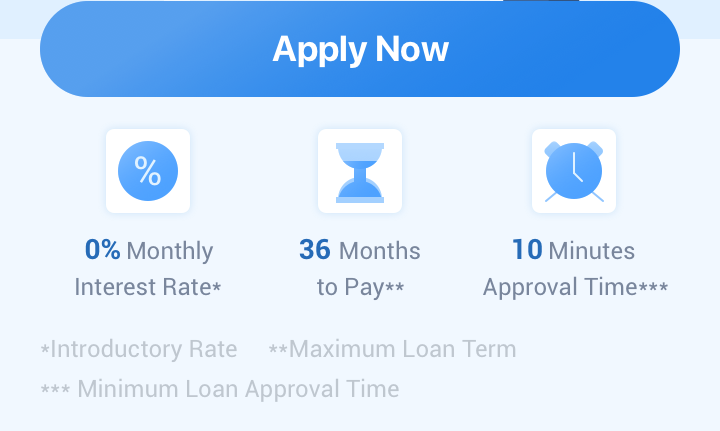 Apply Now
%
0% Monthly
Interest Rate*
36 Months
to Pay**
10 Minutes
Approval Time***
*Introductory Rate **Maximum Loan Term
*** Minimum Loan Approval Time